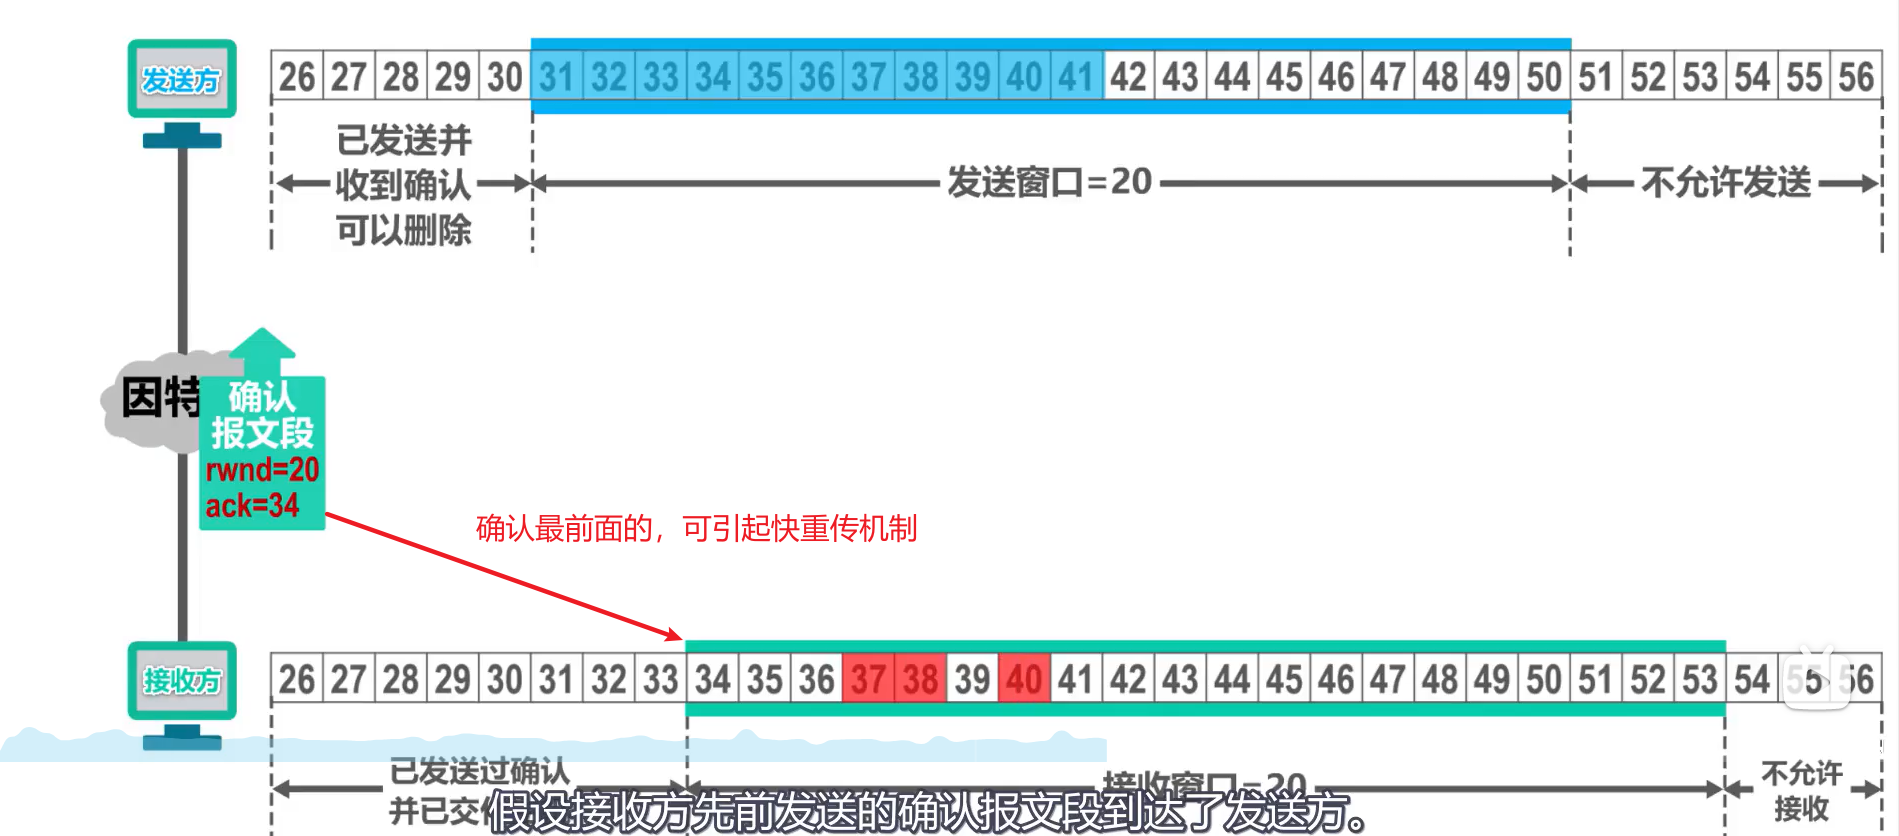 发送方
26 27 28 29 30 31 32 33 34 35 36 37 38 39 40 41 42 43 44 45 46 47 48 49 50 51 52 53 54 55 56
已发送并
收到确认
可以删除
发送窗口=20
不允许发送
因特
确认
报文段
rwnd=20
ack=34
确认最前面的，可引起快重传机制
接收方
26 27 28 29 30 31 32 33 34 35 36 37 38 39 40 41 42 43 44 45 46 47 48 49 50 51 52 53 54 55 56
已发送过确认
并已交
接收窗口=20
不允许
接收
假设接收方先前发送的确认报文段到达了发送方。